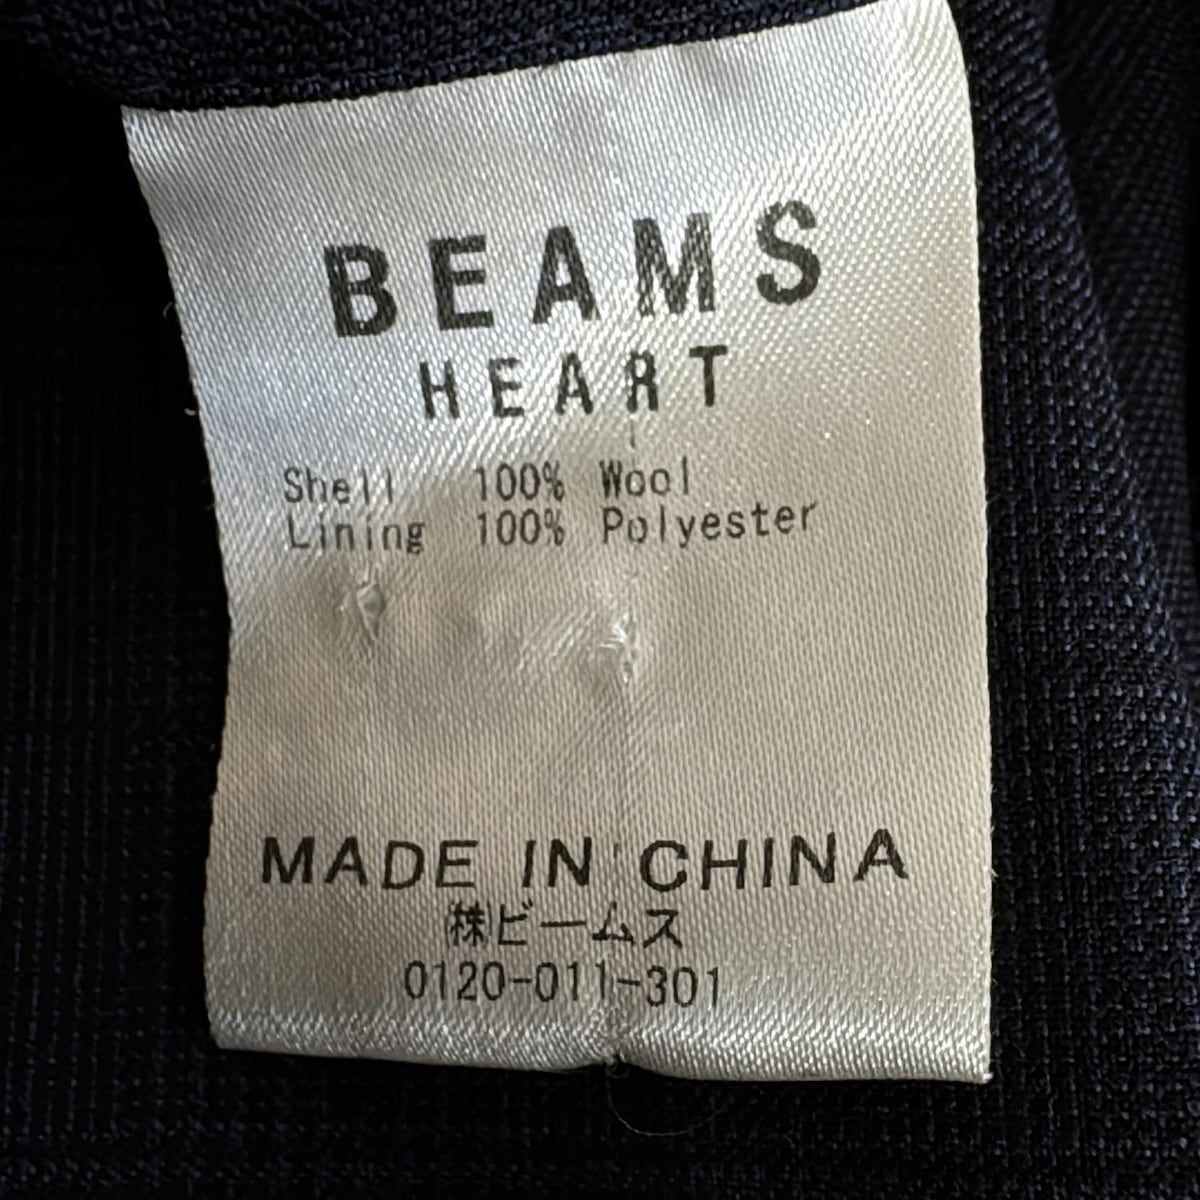 BEAMS
HEART
Shell 100% Wool
Lining 100% Polyester
MADE IN CHINA
㈱ビームス
0120-011-301